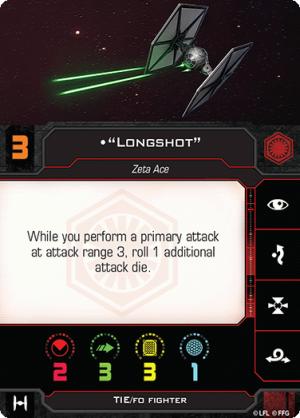 •“Longshot”
3
Zeta Ace
While you perform a primary attack
at attack range 3, roll 1 additional
attack die.
2 3 3 1
TIE/fo Fighter
©LFL ©FFG